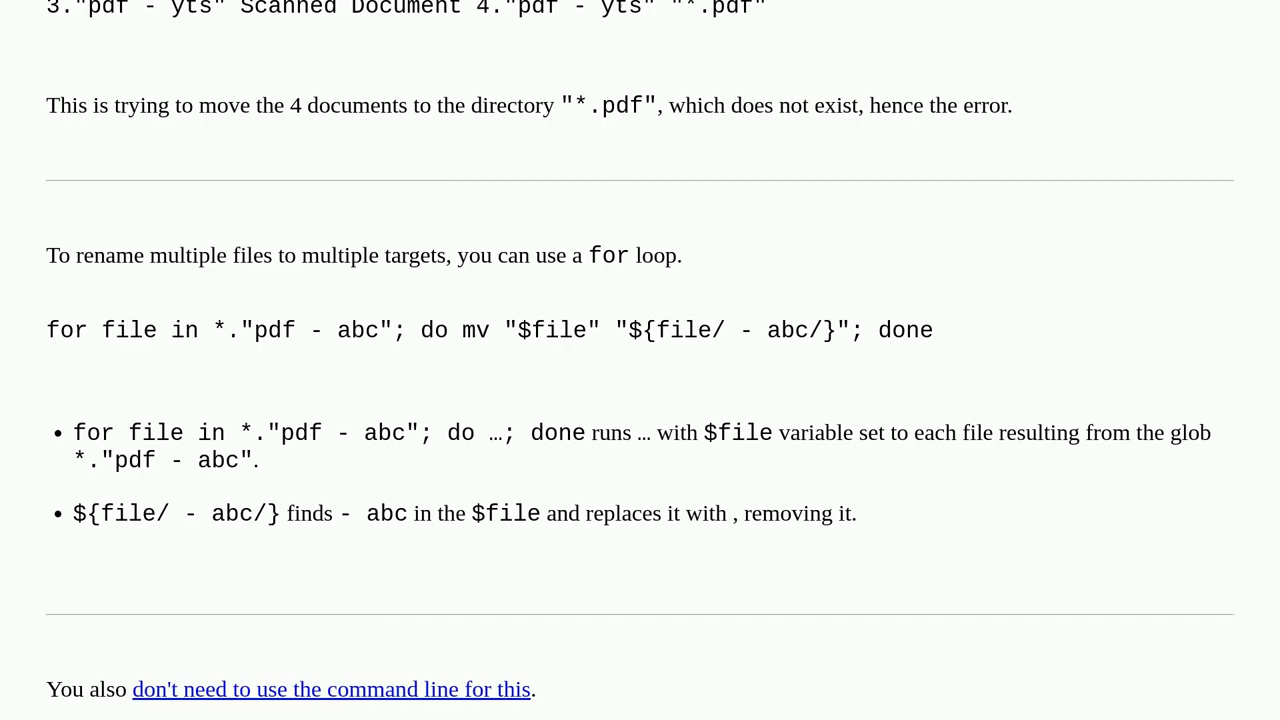 3."pdf - yts" Scanned Document 4."pdf - yts" "*.pdf"
This is trying to move the 4 documents to the directory "*.pdf", which does not exist, hence the error.
To rename multiple files to multiple targets, you can use a for loop.
for file in *."pdf - abc"; do mv "$file" "${file/ - abc/}"; done
• for file in *."pdf - abc"; do …; done runs … with $file variable set to each file resulting from the glob
*."pdf - abc".
• ${file/ - abc/} finds - abc in the $file and replaces it with , removing it.
You also don't need to use the command line for this.